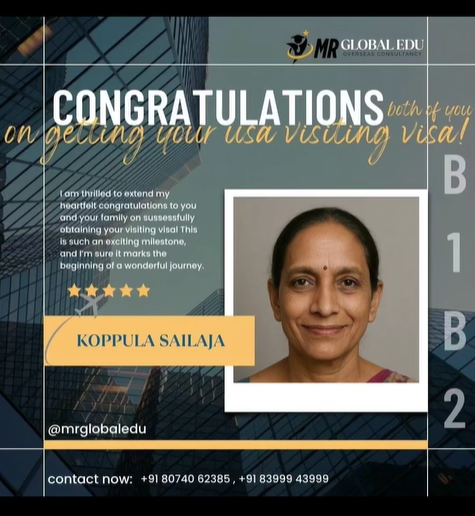 MR GLOBAL EDU
OVERSEAS CONSULTANCY
CONGRATULATIONS both of you
on getting your usa visiting visa!
I am thrilled to extend my
heartfelt congratulations to you
and your family on sussessfully
obtaining your visiting visa! This
is such an exciting milestone,
and I'm sure it marks the
beginning of a wonderful journey.
KOPPULA SAILAJA
B
1
B
2
@mrglobaledu
contact now: +91 80740 62385 , +91 83999 43999